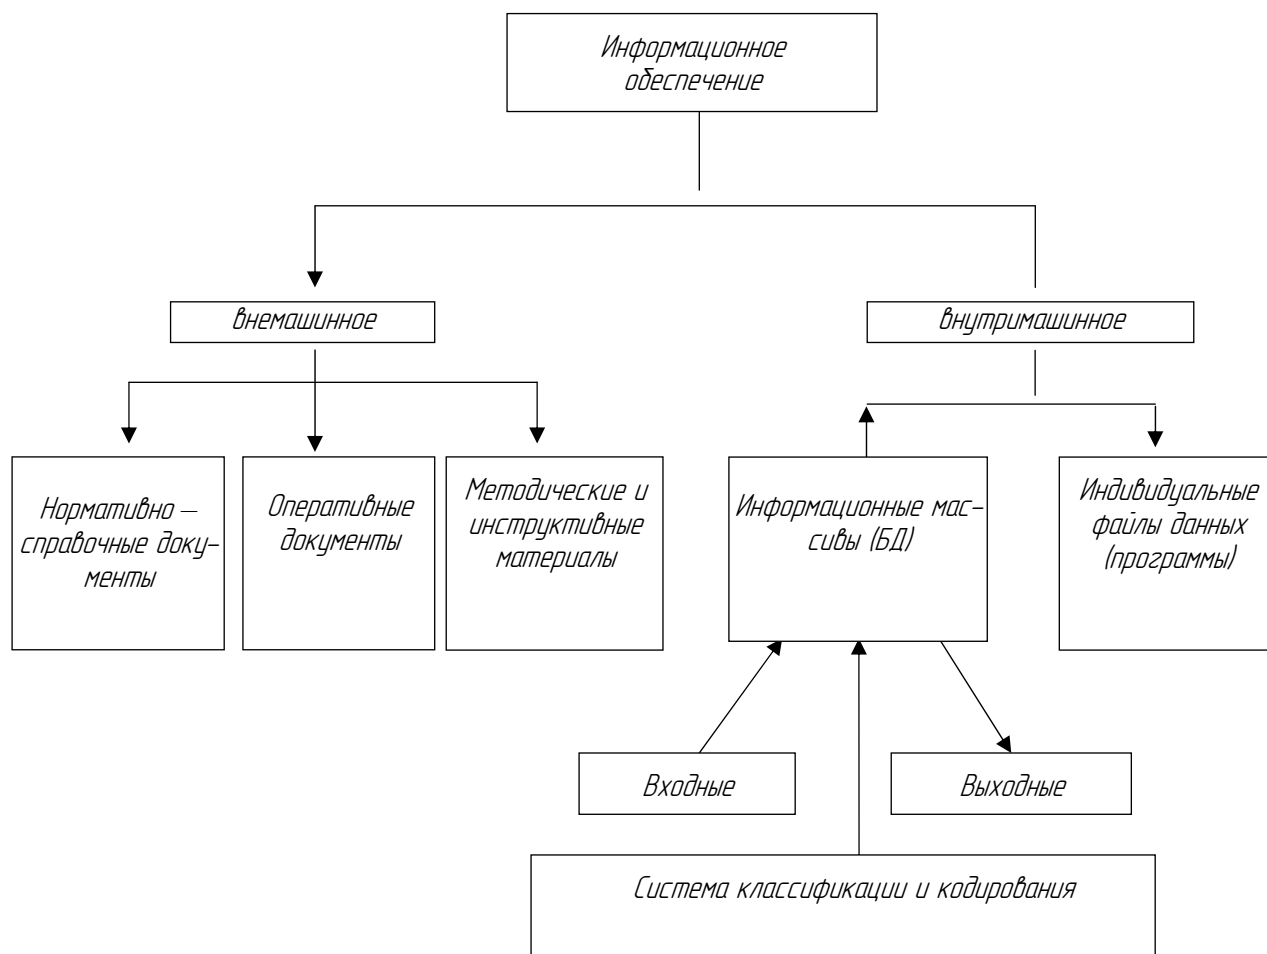 Информационное
обеспечение
внемашинное
внутримашинное
Нормативно –
справочные доку-
менты
Оперативные
документы
Методические и
инструктивные
материалы
Информационные мас-
сивы (БД)
Индивидуальные
файлы данных
(программы)
Входные
Выходные
Система классификации и кодирования